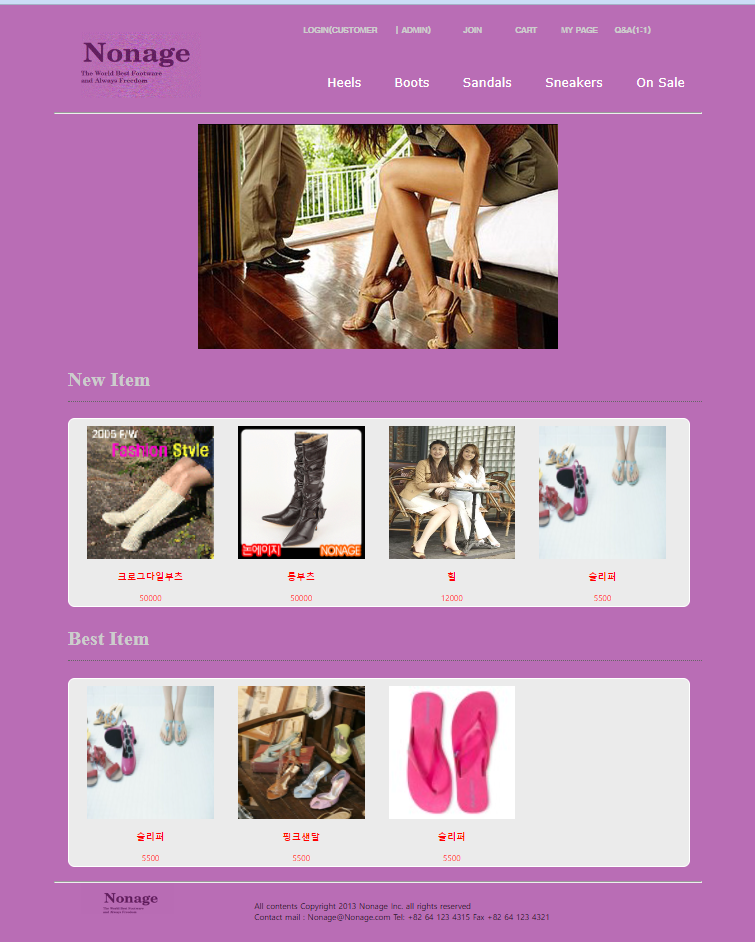 LOGIN(CUSTOMER | ADMIN) JOIN CART MY PAGE Q&A(1:1)
Nonage
The World Best Footware
and Always Freedom
Heels Boots Sandals Sneakers On Sale
New Item
2005 F/W
Fashion Style
논에이지 NONAGE
크로그다일부츠 롱부츠 힐 슬리퍼
50000 50000 12000 5500
Best Item
슬리퍼 핑크샌달 슬리퍼
5500 5500 5500
Nonage
The World Best Footware
and Always Freedom
All contents Copyright 2013 Nonage Inc. all rights reserved
Contact mail : Nonage@Nonage.com Tel: +82 64 123 4315 Fax +82 64 123 4321